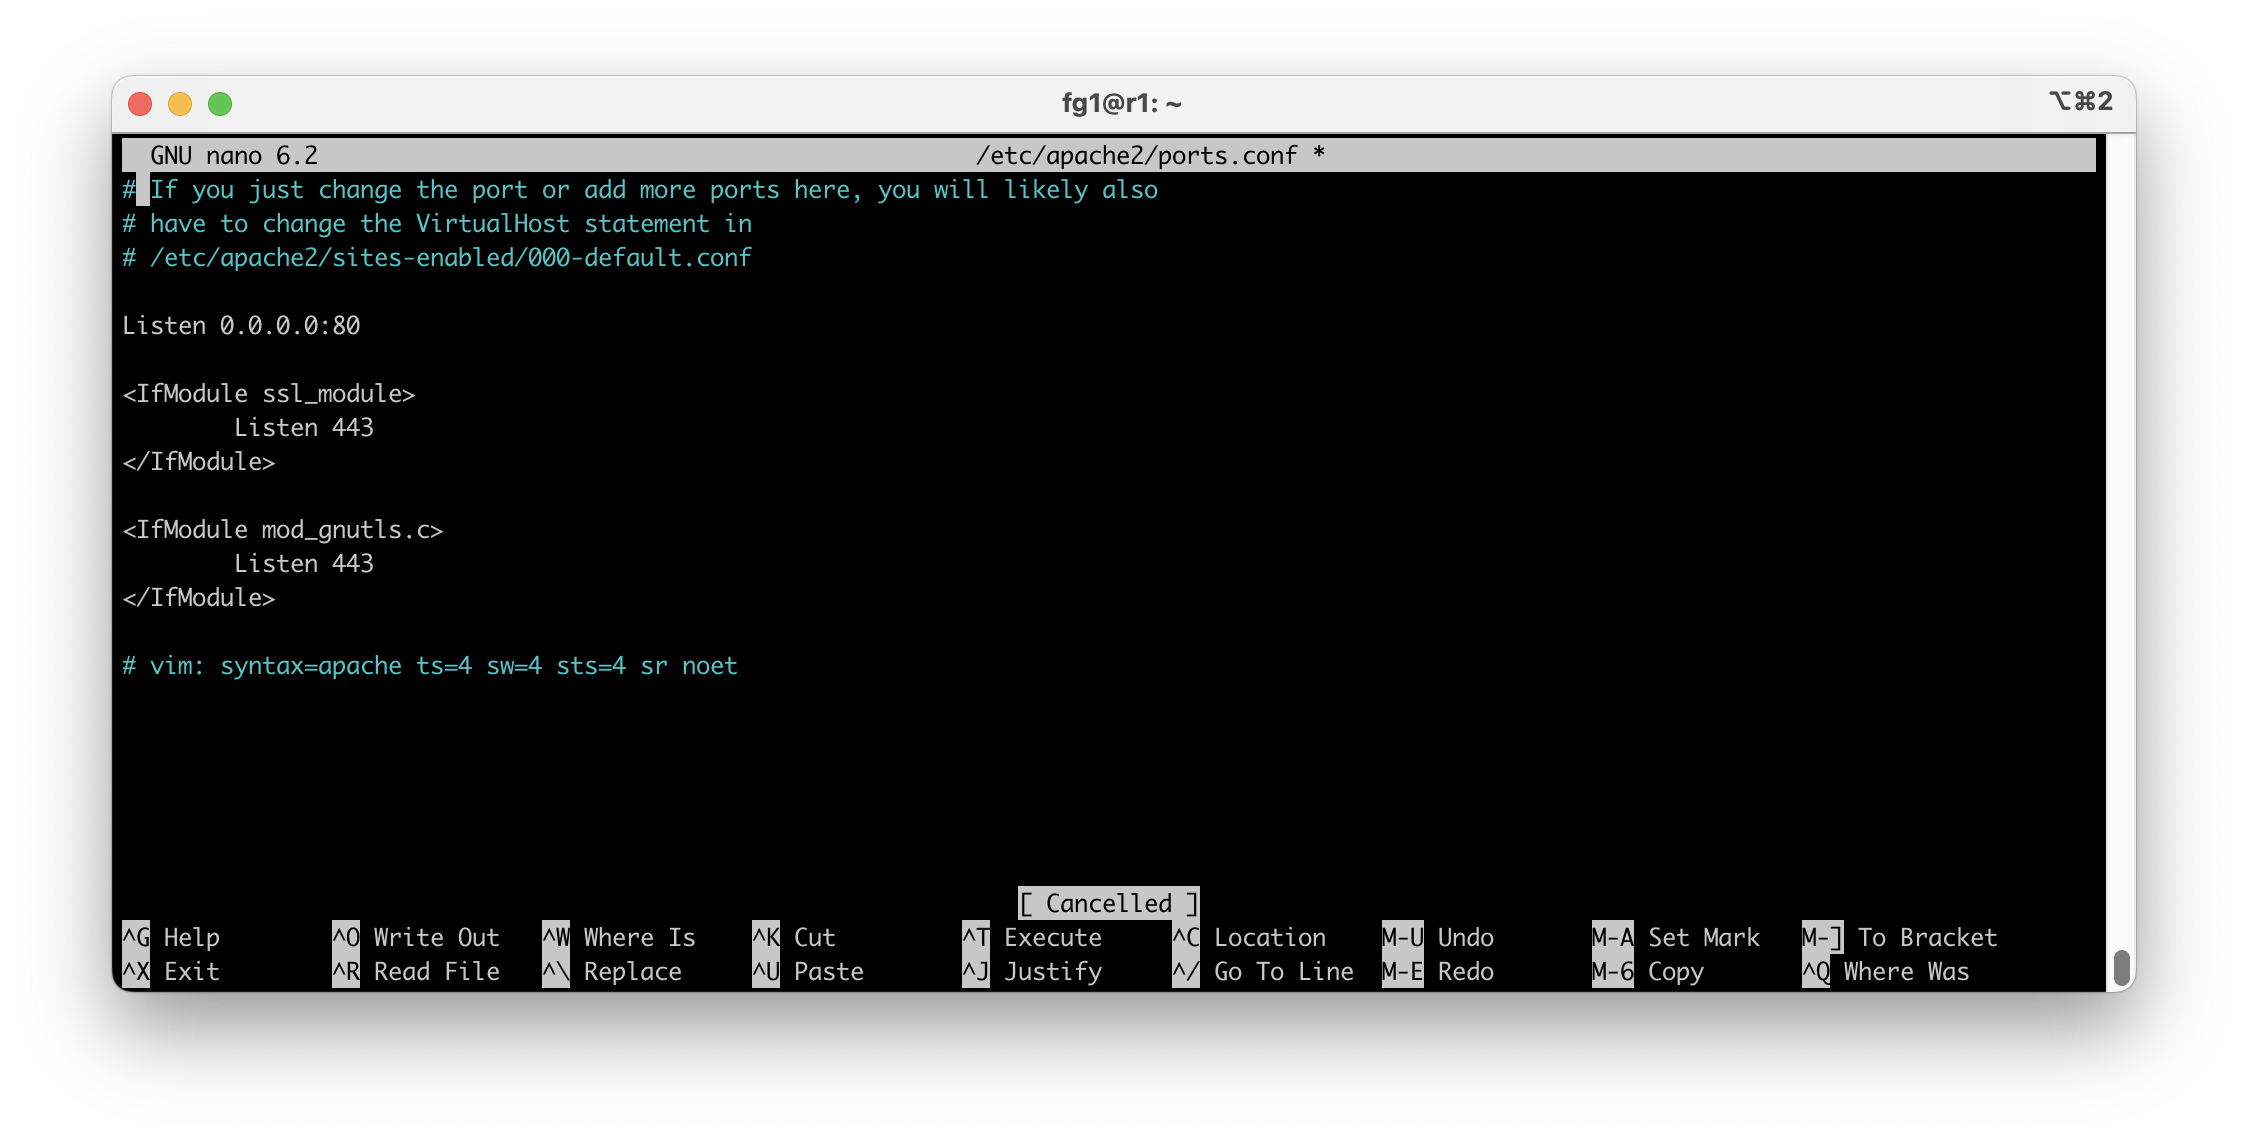 fg1@r1: ~
⌥⌘2
GNU nano 6.2 /etc/apache2/ports.conf *
# If you just change the port or add more ports here, you will likely also
# have to change the VirtualHost statement in
# /etc/apache2/sites-enabled/000-default.conf
Listen 0.0.0.0:80
<IfModule ssl_module>
        Listen 443
</IfModule>
<IfModule mod_gnutls.c>
        Listen 443
</IfModule>
# vim: syntax=apache ts=4 sw=4 sts=4 sr noet
[ Cancelled ]
^G Help ^O Write Out ^W Where Is ^K Cut ^T Execute ^C Location M-U Undo M-A Set Mark M-] To Bracket
^X Exit ^R Read File ^\ Replace ^U Paste ^J Justify ^/ Go To Line M-E Redo M-6 Copy ^Q Where Was